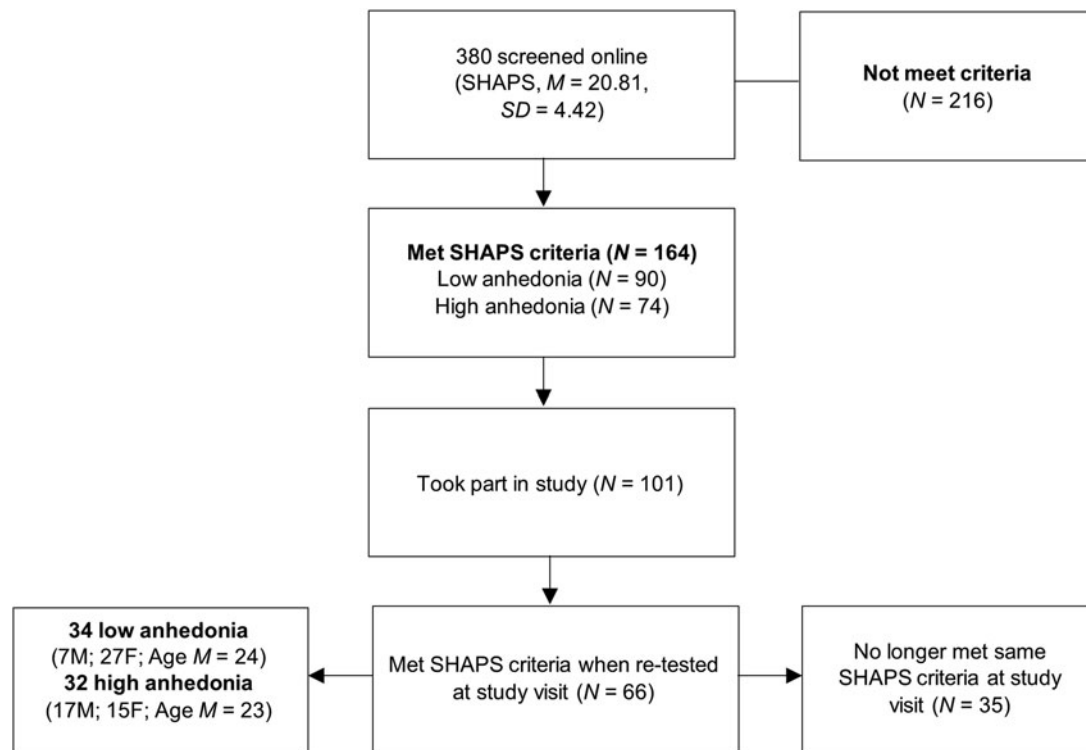 380 screened online
(SHAPS, M = 20.81,
SD = 4.42)
Not meet criteria
(N = 216)
Met SHAPS criteria (N = 164)
Low anhedonia (N = 90)
High anhedonia (N = 74)
Took part in study (N = 101)
34 low anhedonia
(7M; 27F; Age M = 24)
32 high anhedonia
(17M; 15F; Age M = 23)
Met SHAPS criteria when re-tested
at study visit (N = 66)
No longer met same
SHAPS criteria at study
visit (N = 35)